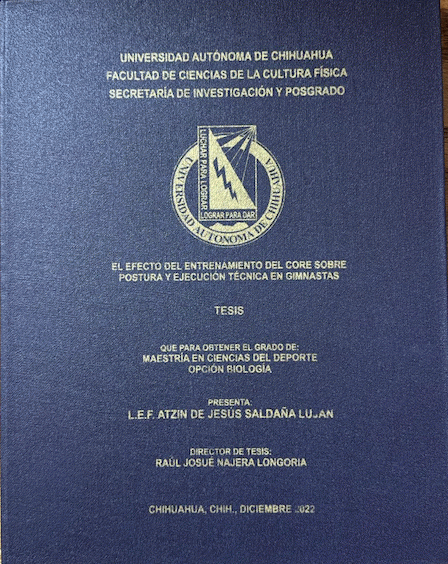 UNIVERSIDAD AUTÓNOMA DE CHIHUAHUA
FACULTAD DE CIENCIAS DE LA CULTURA FÍSICA
SECRETARÍA DE INVESTIGACIÓN Y POSGRADO
LUCHAR PARA LOGRAR
LOGRAR PARA DAR
UNIVERSIDAD AUTONOMA DE CHIHUAHUA
EL EFECTO DEL ENTRENAMIENTO DEL CORE SOBRE
POSTURA Y EJECUCIÓN TÉCNICA EN GIMNASTAS
TESIS
QUE PARA OBTENER EL GRADO DE:
MAESTRÍA EN CIENCIAS DEL DEPORTE
OPCIÓN BIOLOGÍA
PRESENTA:
L.E.F. ATZIN DE JESÚS SALDAÑA LUJAN
DIRECTOR DE TESIS:
RAÚL JOSUÉ NAJERA LONGORIA
CHIHUAHUA, CHIH., DICIEMBRE 2022